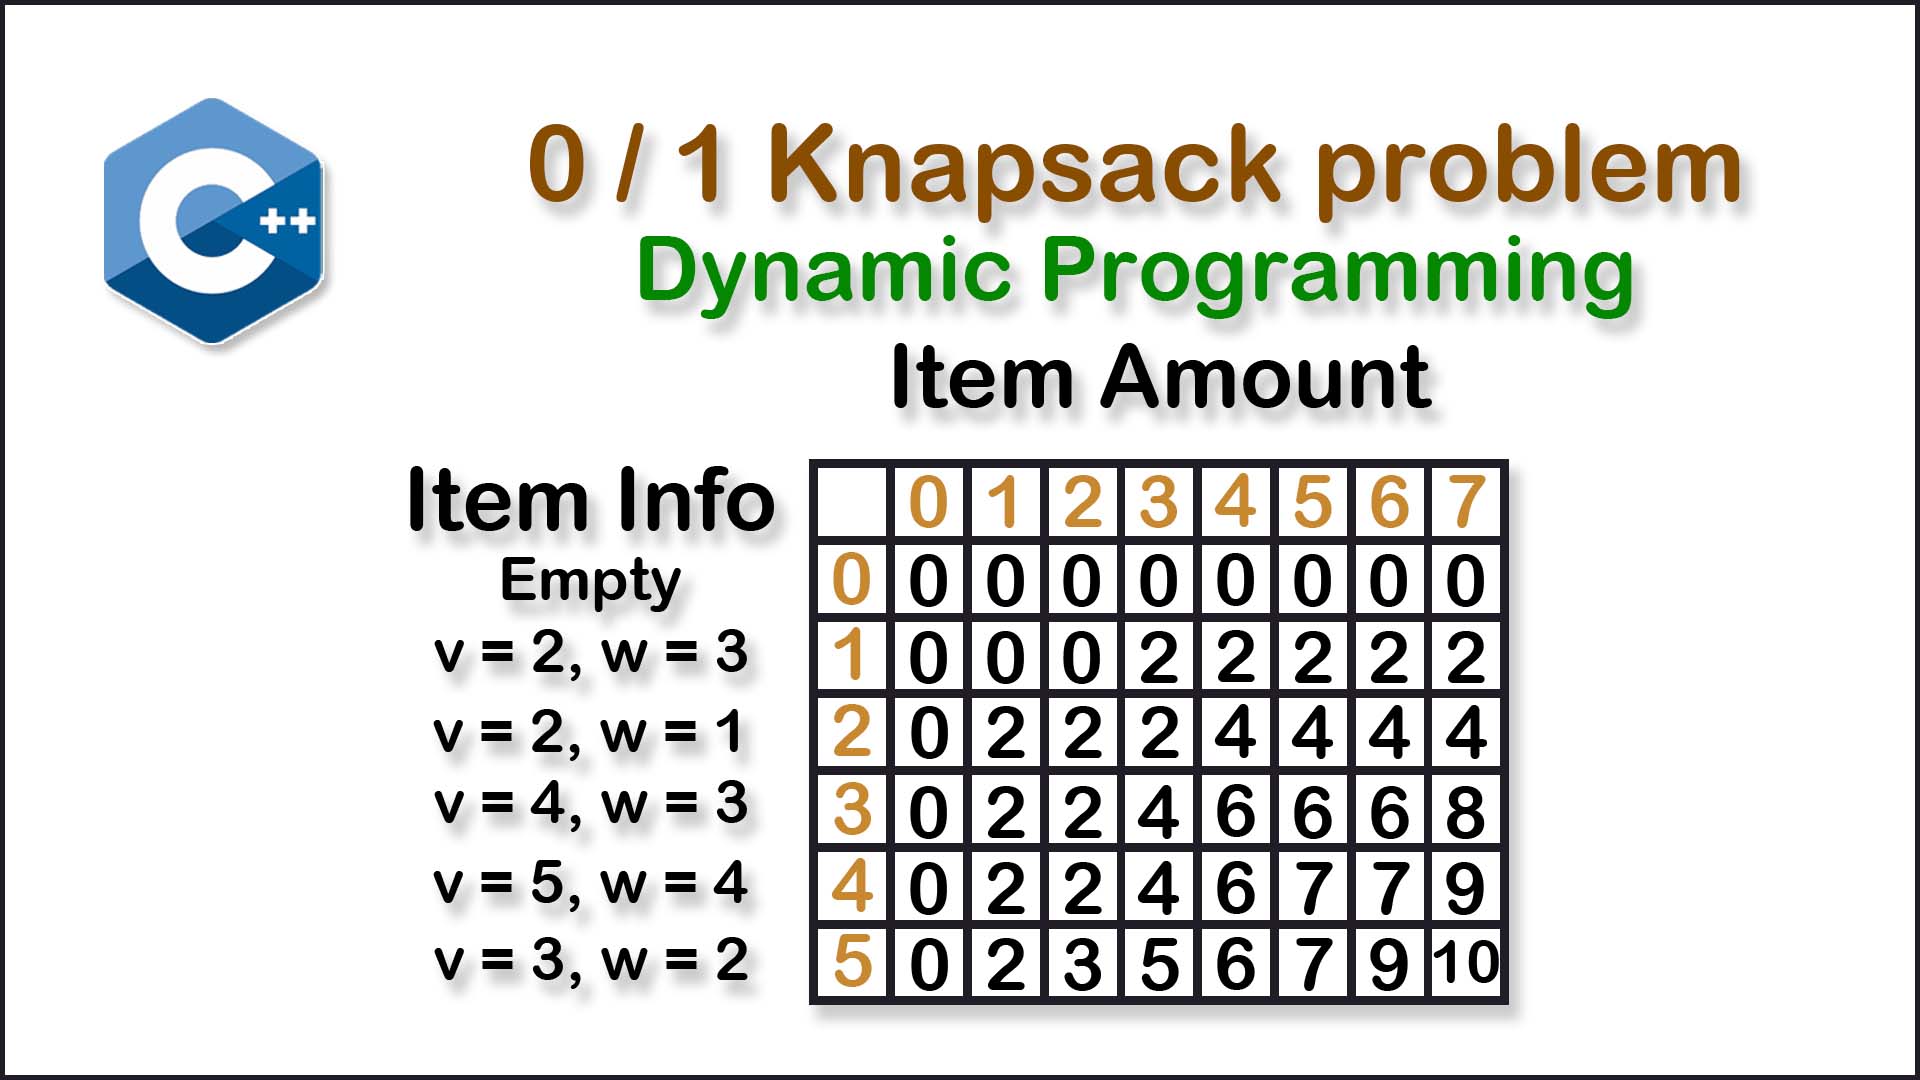 C++
0 / 1 Knapsack problem
Dynamic Programming
Item Amount
Item Info 0 1 2 3 4 5 6 7
Empty 0 0 0 0 0 0 0 0 0
v = 2, w = 3 1 0 0 0 2 2 2 2 2
v = 2, w = 1 2 0 2 2 2 4 4 4 4
v = 4, w = 3 3 0 2 2 4 6 6 6 8
v = 5, w = 4 4 0 2 2 4 6 7 7 9
v = 3, w = 2 5 0 2 3 5 6 7 9 10